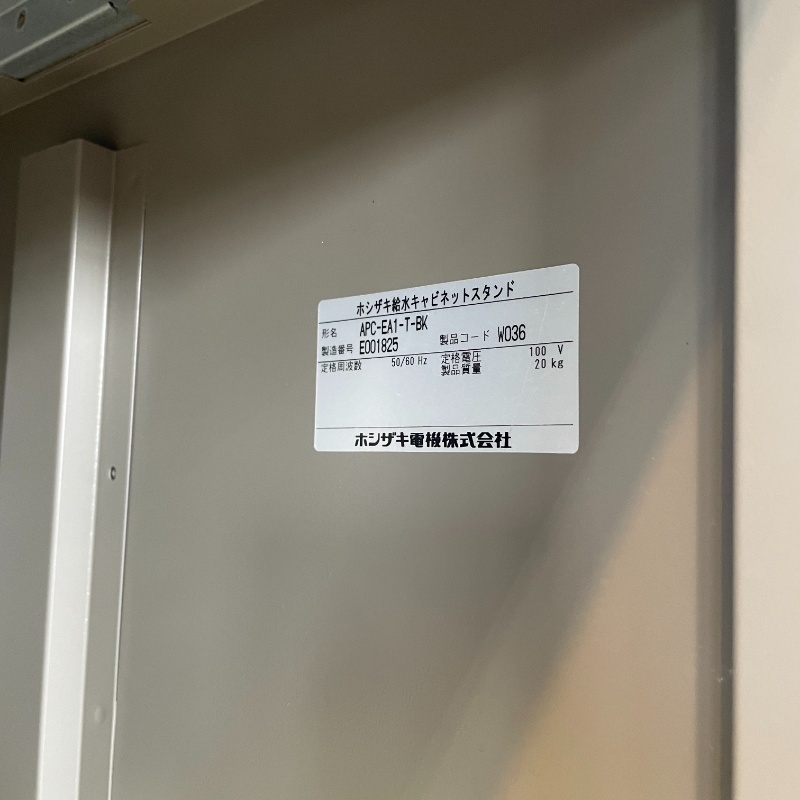 ホシザキ給水キャビネットスタンド
形名 APC-EA1-T-BK
製造番号 E001825 製品コード W036
定格周波数 50/60 Hz 定格電圧 100 V
製品質量 20 kg
ホシザキ電機株式会社